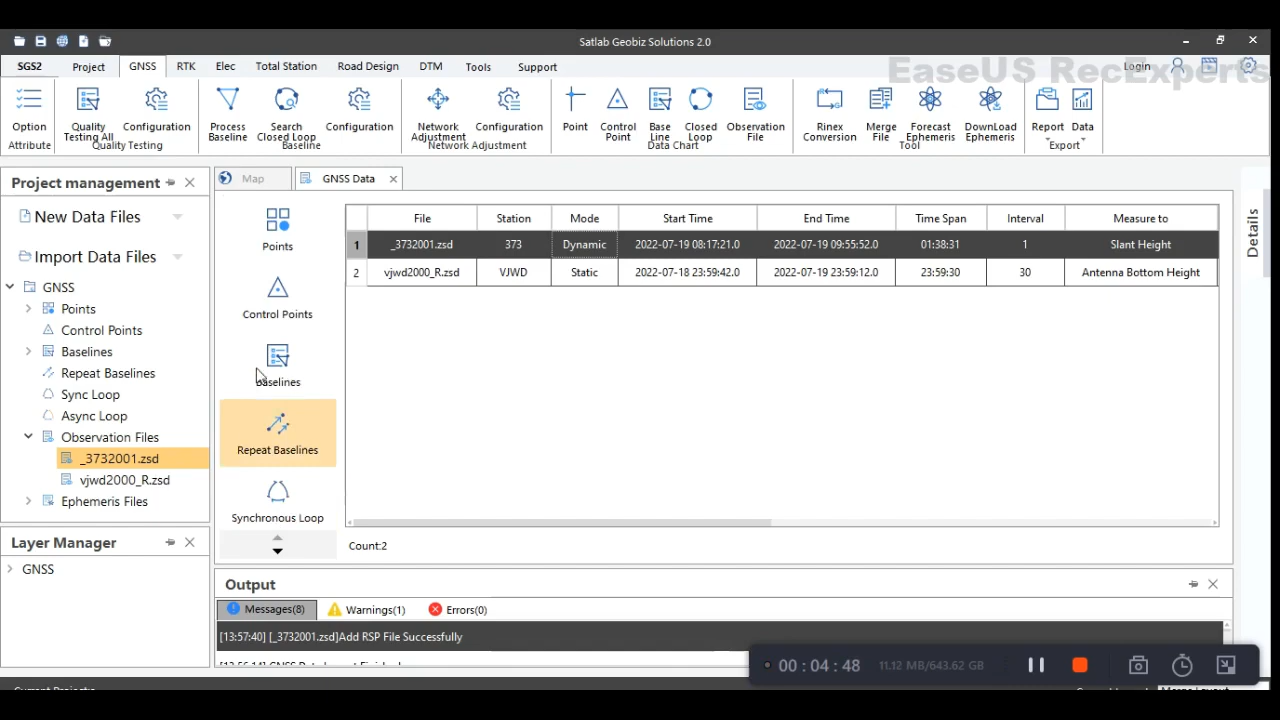 Satlab Geobiz Solutions 2.0
SGS2 Project GNSS RTK Elec Total Station Road Design DTM Tools Support Login
EaseUS RecExperts
Option
Attribute
Quality Testing All
Configuration
Quality Testing
Process Baseline
Search Closed Loop
Configuration
Baseline
Network Adjustment
Configuration
Network Adjustment
Point
Control Point
Base Line
Closed Loop
Observation File
Data Chart
Rinex Conversion
Merge File
Forecast Ephemeris
DownLoad Ephemeris
Tool
Report
Data
Export
Project management
New Data Files
Import Data Files
GNSS
Points
Control Points
Baselines
Repeat Baselines
Sync Loop
Async Loop
Observation Files
_3732001.zsd
vjwd2000_R.zsd
Ephemeris Files
Layer Manager
GNSS
Map
GNSS Data
Points
Control Points
Baselines
Repeat Baselines
Synchronous Loop
File Station Mode Start Time End Time Time Span Interval Measure to
1 _3732001.zsd 373 Dynamic 2022-07-19 08:17:21.0 2022-07-19 09:55:52.0 01:38:31 1 Slant Height
2 vjwd2000_R.zsd VJWD Static 2022-07-18 23:59:42.0 2022-07-19 23:59:12.0 23:59:30 30 Antenna Bottom Height
Count:2
Details
Output
Messages(8) Warnings(1) Errors(0)
[13:57:40] [_3732001.zsd]Add RSP File Successfully
00:04:48 11.12 MB/643.62 GB